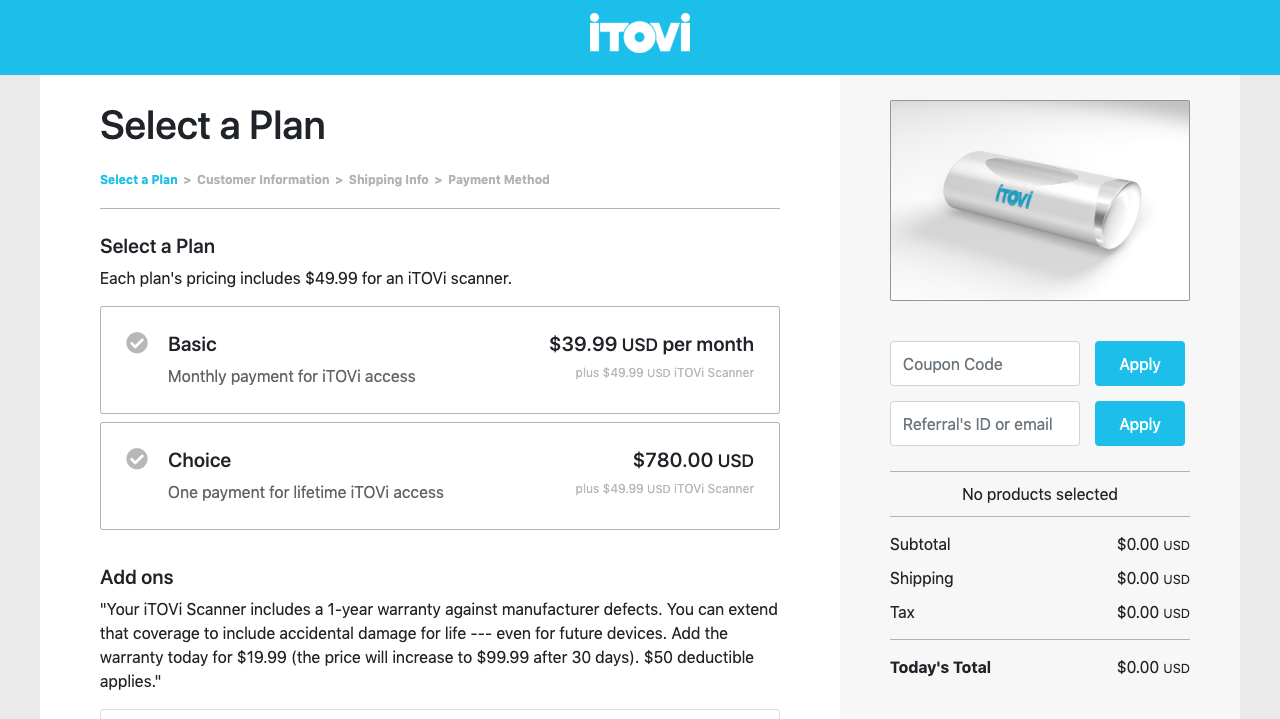 iTOVi
Select a Plan
Select a Plan > Customer Information > Shipping Info > Payment Method
Select a Plan
Each plan's pricing includes $49.99 for an iTOVi scanner.
Basic
$39.99 USD per month
Monthly payment for iTOVi access
plus $49.99 USD iTOVi Scanner
Choice
$780.00 USD
One payment for lifetime iTOVi access
plus $49.99 USD iTOVi Scanner
Add ons
"Your iTOVi Scanner includes a 1-year warranty against manufacturer defects. You can extend
that coverage to include accidental damage for life --- even for future devices. Add the
warranty today for $19.99 (the price will increase to $99.99 after 30 days). $50 deductible
applies."
iTOVi
Coupon Code
Apply
Referral's ID or email
Apply
No products selected
Subtotal $0.00 USD
Shipping $0.00 USD
Tax $0.00 USD
Today's Total $0.00 USD